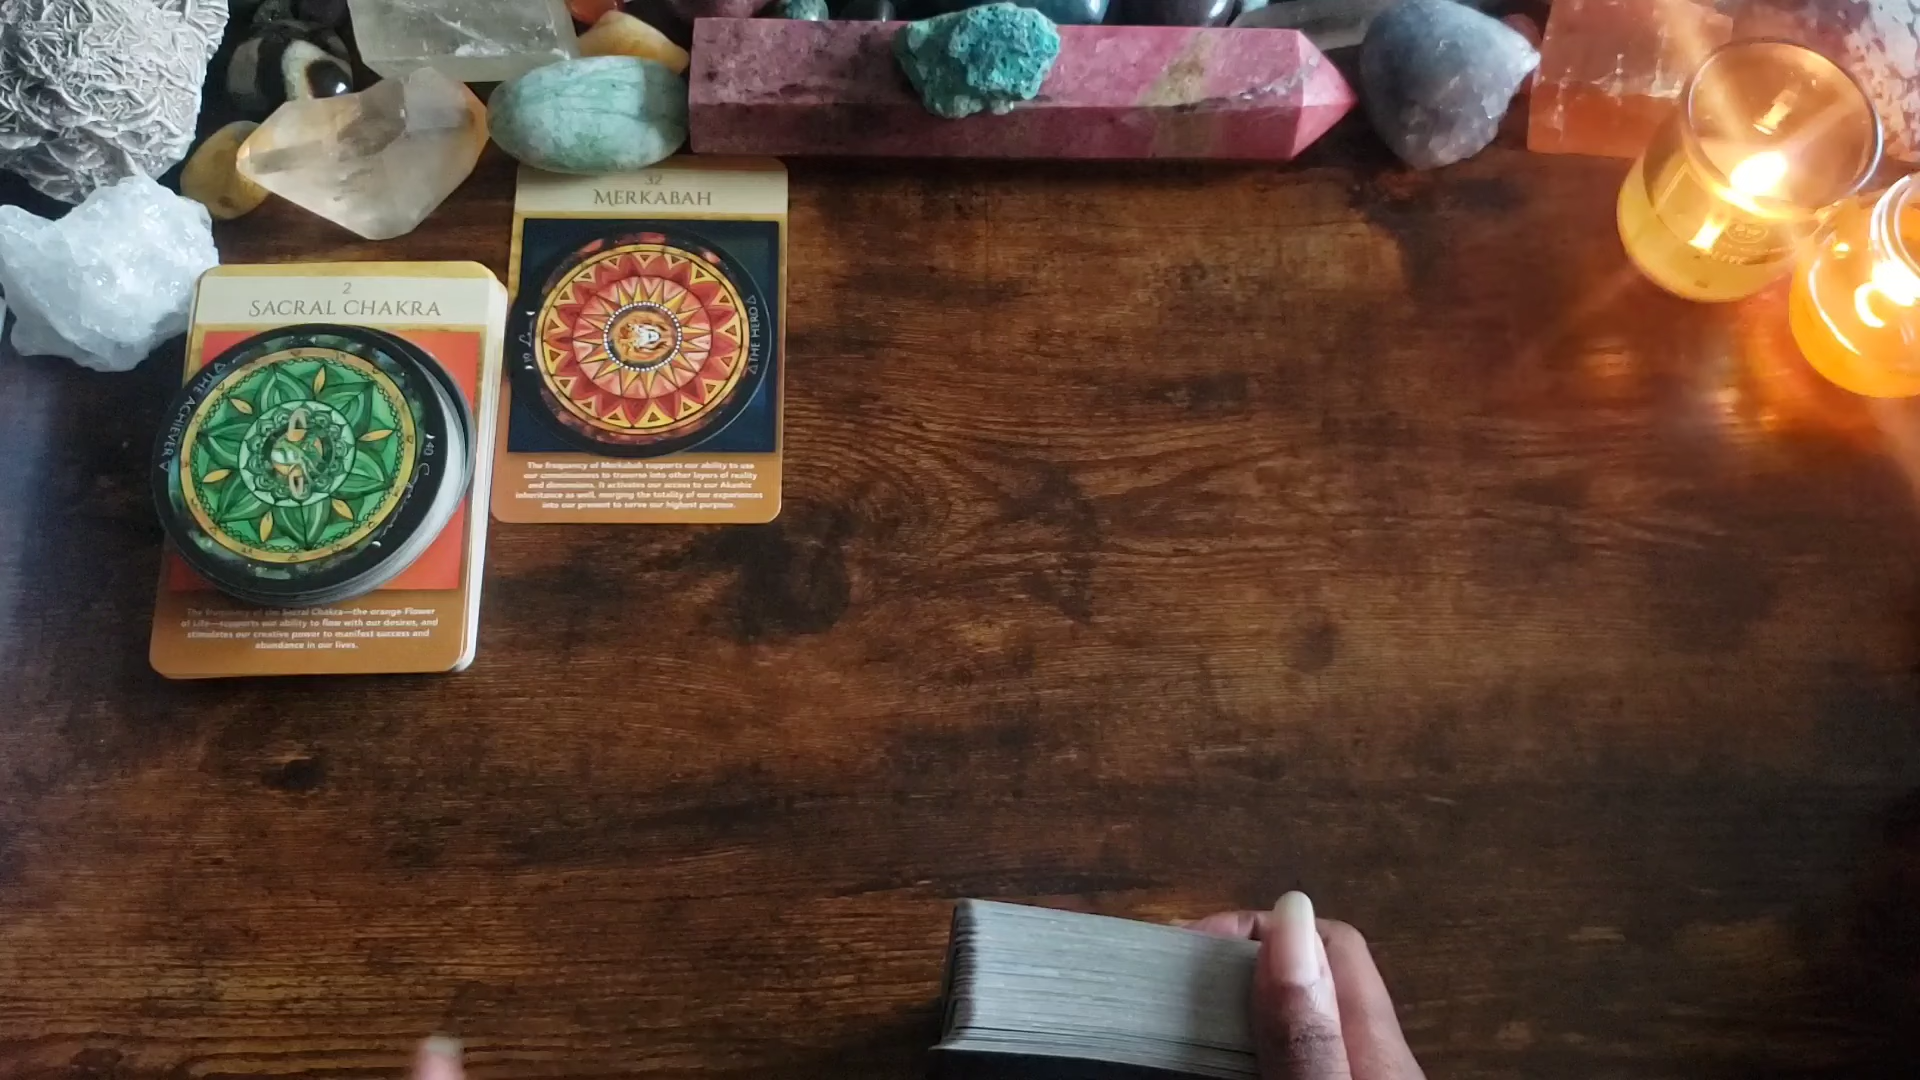 2
SACRAL CHAKRA
THE ACHIEVER
40
The frequency of the Sacral Chakra—the orange Flower
of Life—supports our ability to flow with our desires, and
stimulates our creative power to manifest success and
abundance in our lives.
32
MERKABAH
19
THE HERO
The frequency of Merkabah supports our ability to use
our consciousness to traverse into other layers of reality
and dimensions. It activates our access to our Akashic
inheritance as well, merging the totality of our experiences
into our present to serve our highest purpose.